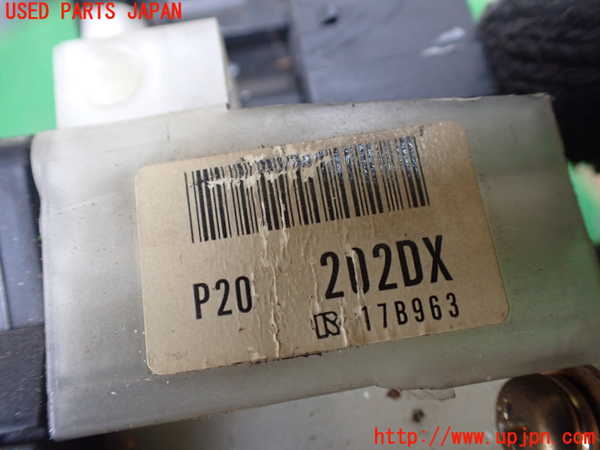 USED PARTS JAPAN
P20 202DX
17B963
http://www.upjpn.com/